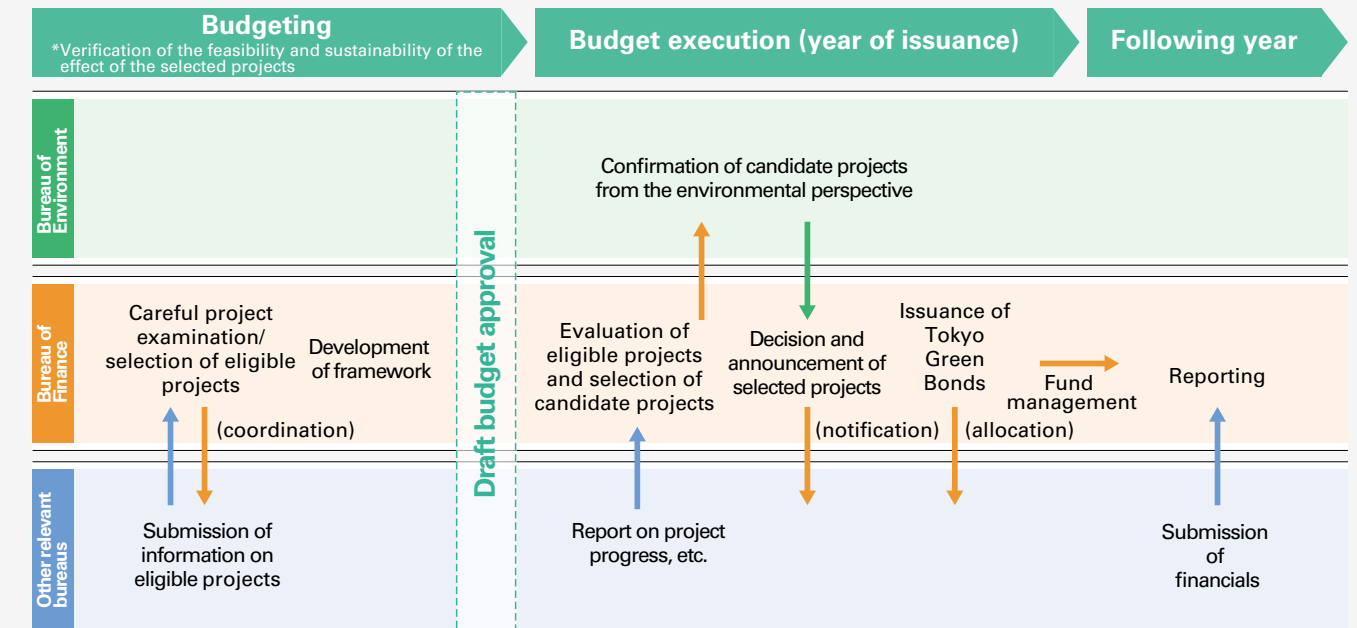 Budgeting
*Verification of the feasibility and sustainability of the
effect of the selected projects
Budget execution (year of issuance)
Following year
Bureau of
Environment
Confirmation of candidate projects
from the environmental perspective
Draft budget approval
Bureau of
Finance
Careful project
examination/
selection of eligible
projects
Development
of framework
(coordination)
Evaluation of
eligible projects
and selection of
candidate projects
Decision and
announcement of
selected projects
(notification)
Issuance of
Tokyo
Green
Bonds
(allocation)
Fund
management
Reporting
Other relevant
bureaus
Submission of
information on
eligible projects
Report on project
progress, etc.
Submission
of
financials